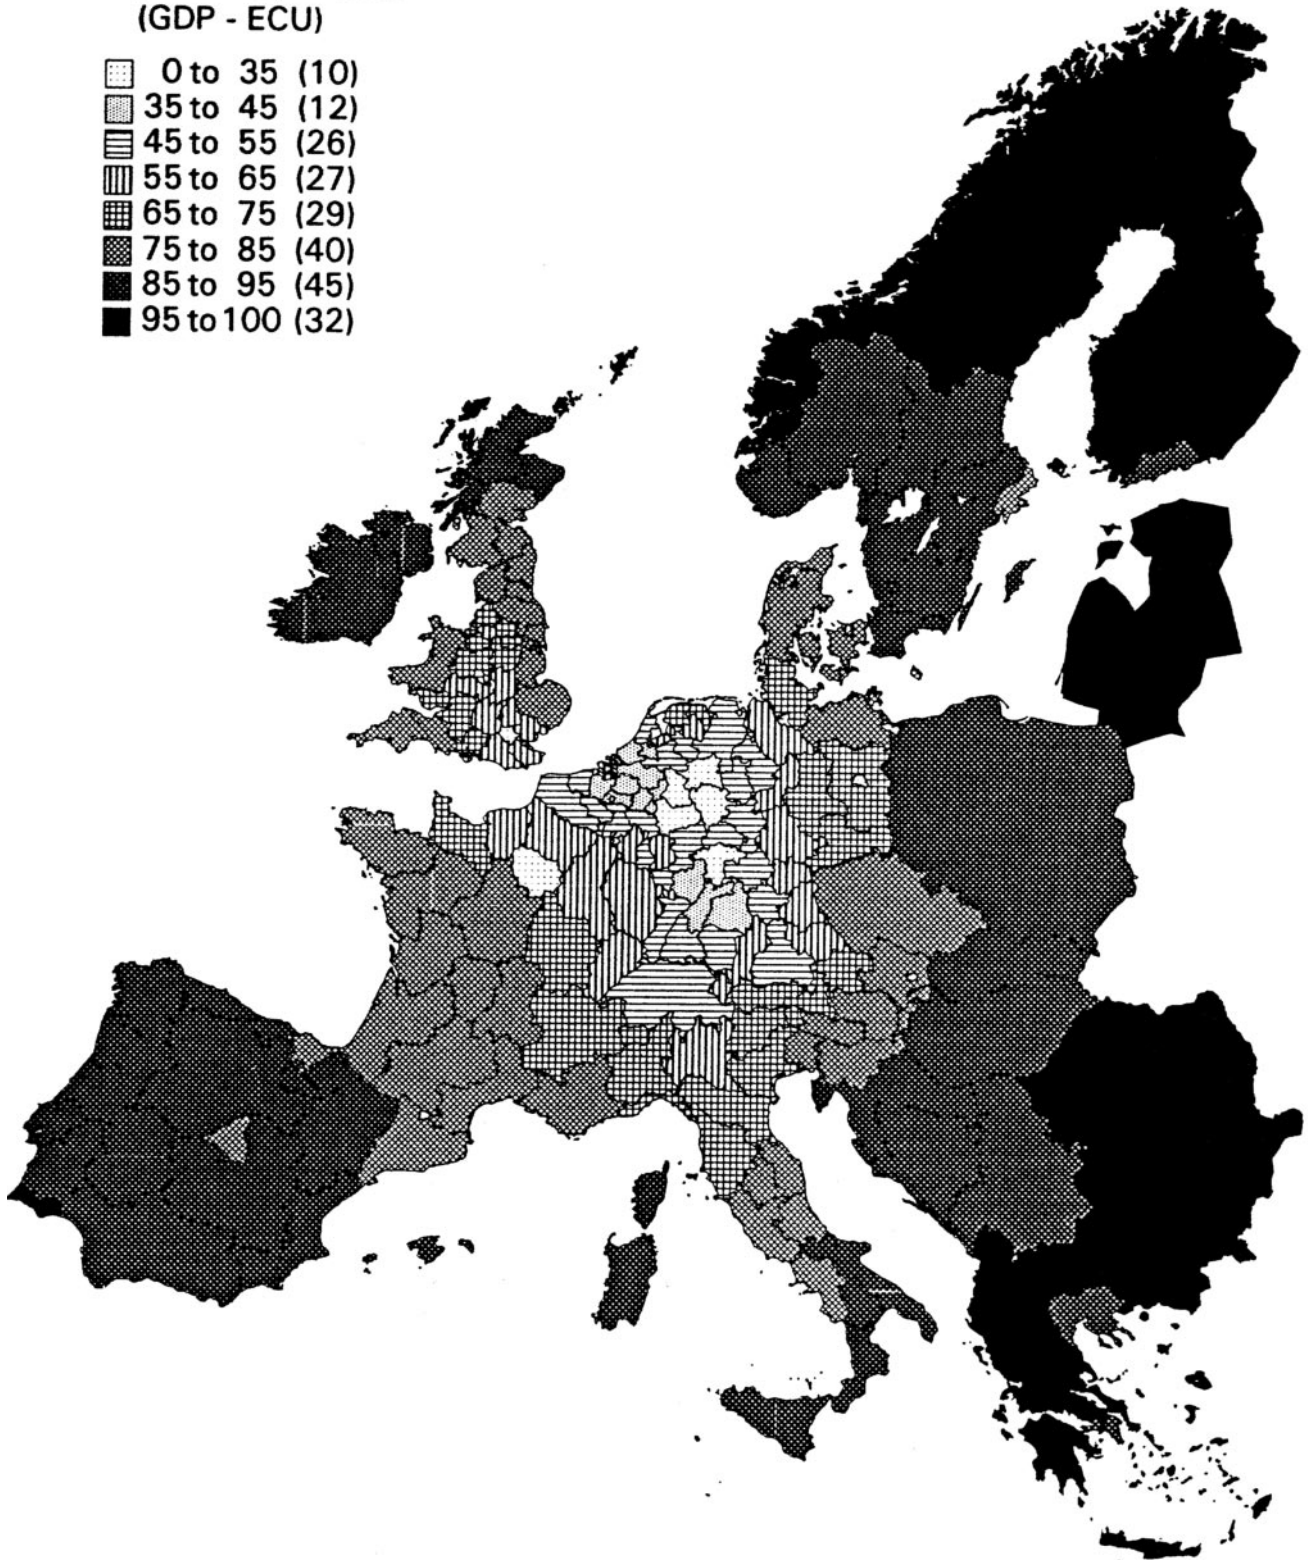 (GDP - ECU)
0 to 35 (10)
35 to 45 (12)
45 to 55 (26)
55 to 65 (27)
65 to 75 (29)
75 to 85 (40)
85 to 95 (45)
95 to 100 (32)